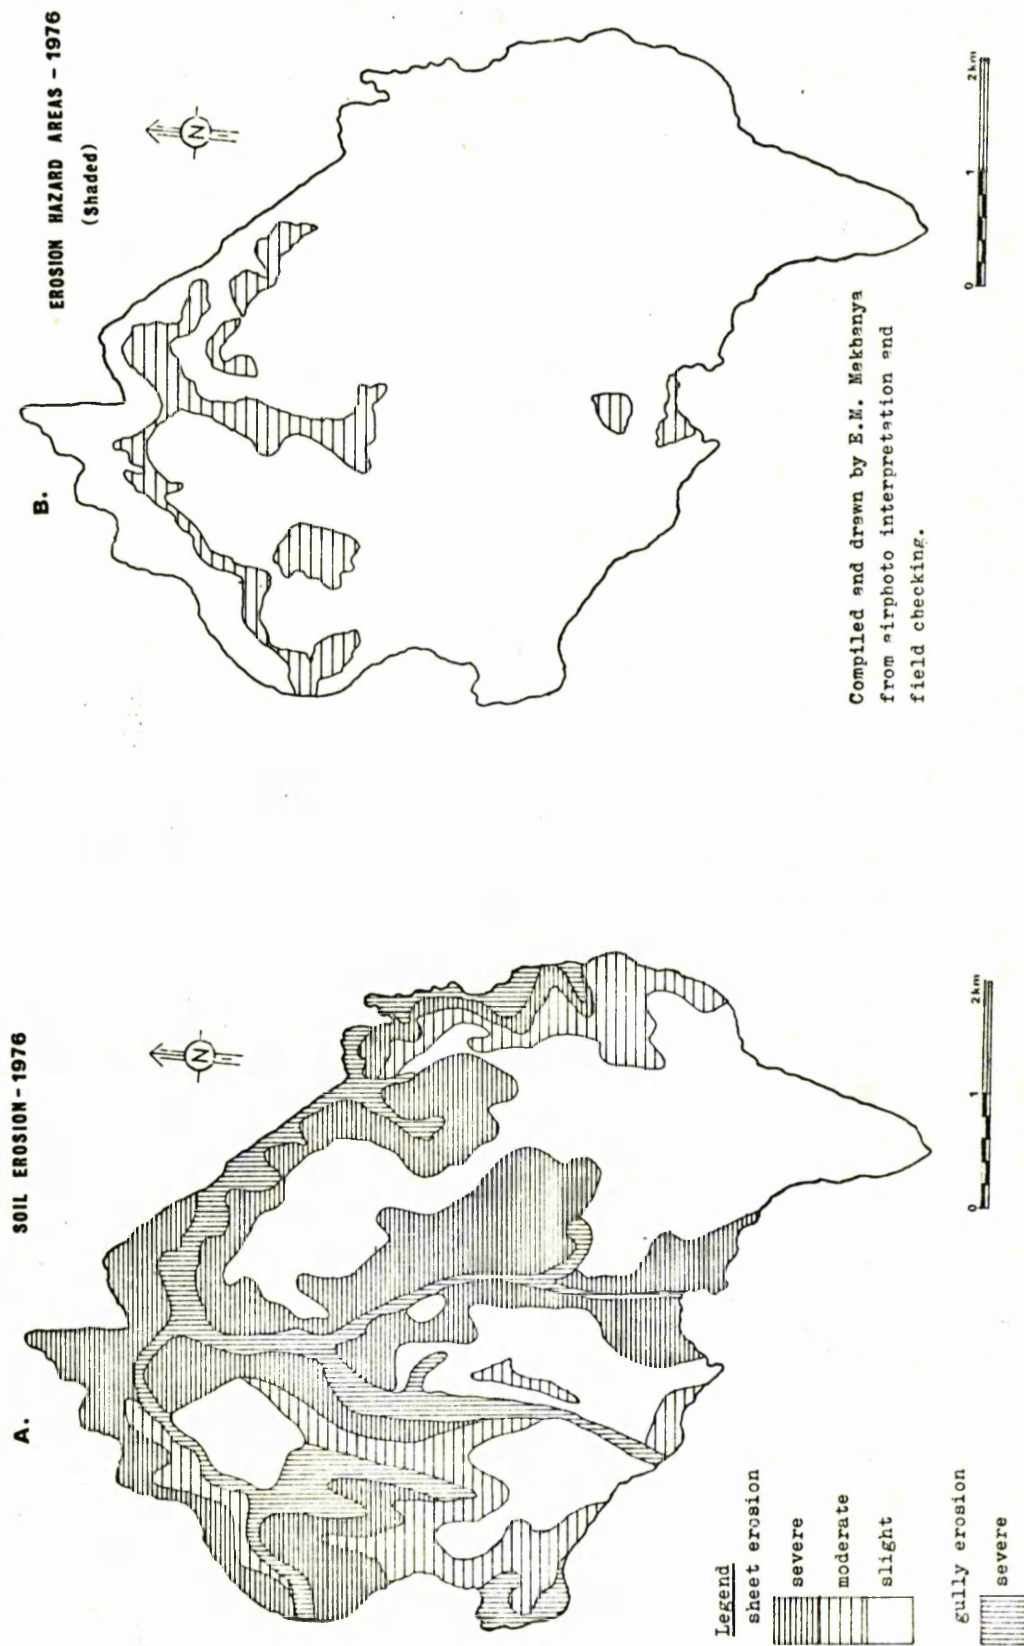 A.
SOIL EROSION-1976
N
Legend
sheet erosion
severe
moderate
slight
gully erosion
severe
0 1 2km
B.
EROSION HAZARD AREAS-1976
(Shaded)
N
Compiled and drawn by E.M. Makhanya
from airphoto interpretation and
field checking.
0 1 2km